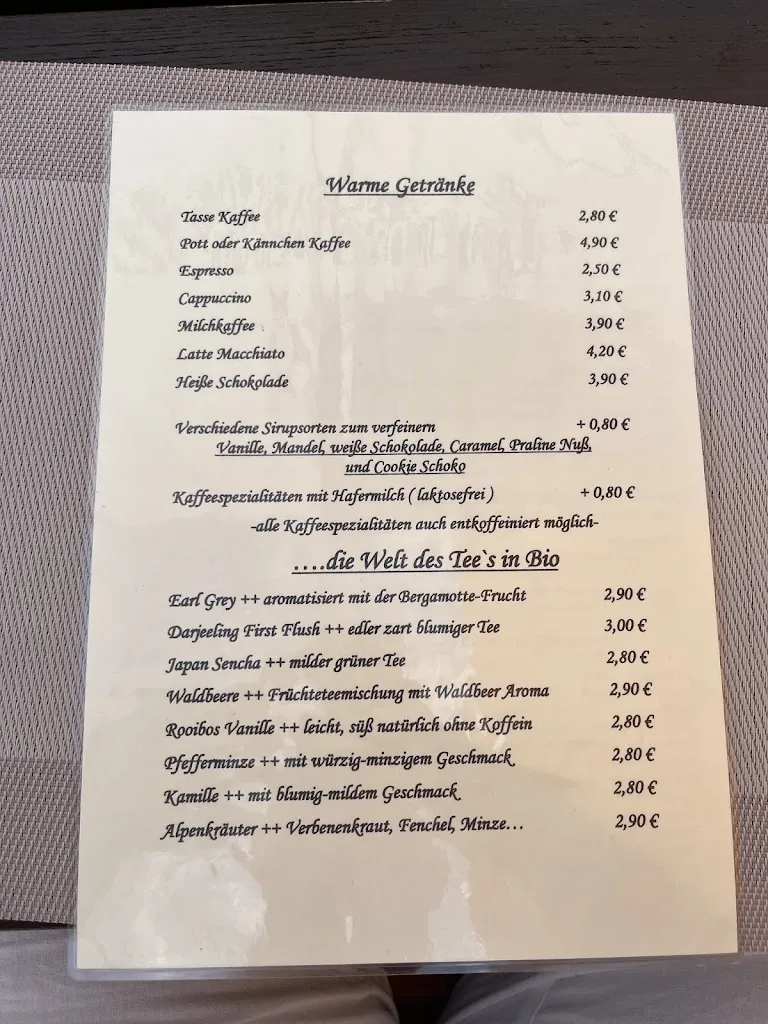 Warme Getränke
Tasse Kaffee 2,80 €
Pott oder Kännchen Kaffee 4,90 €
Espresso 2,50 €
Cappuccino 3,10 €
Milchkaffee 3,90 €
Latte Macchiato 4,20 €
Heiße Schokolade 3,90 €
Verschiedene Sirupsorten zum verfeinern + 0,80 €
Vanille, Mandel, weiße Schokolade, Caramel, Praline Nuß,
und Cookie Schoko
Kaffeespezialitäten mit Hafermilch ( laktosefrei ) + 0,80 €
-alle Kaffeespezialitäten auch entkoffeiniert möglich-
....die Welt des Tee`s in Bio
Earl Grey ++ aromatisiert mit der Bergamotte-Frucht 2,90 €
Darjeeling First Flush ++ edler zart blumiger Tee 3,00 €
Japan Sencha ++ milder grüner Tee 2,80 €
Waldbeere ++ Früchteteemischung mit Waldbeer Aroma 2,90 €
Rooibos Vanille ++ leicht, süß natürlich ohne Koffein 2,80 €
Pfefferminze ++ mit würzig-minzigem Geschmack 2,80 €
Kamille ++ mit blumig-mildem Geschmack 2,80 €
Alpenkräuter ++ Verbenenkraut, Fenchel, Minze... 2,90 €